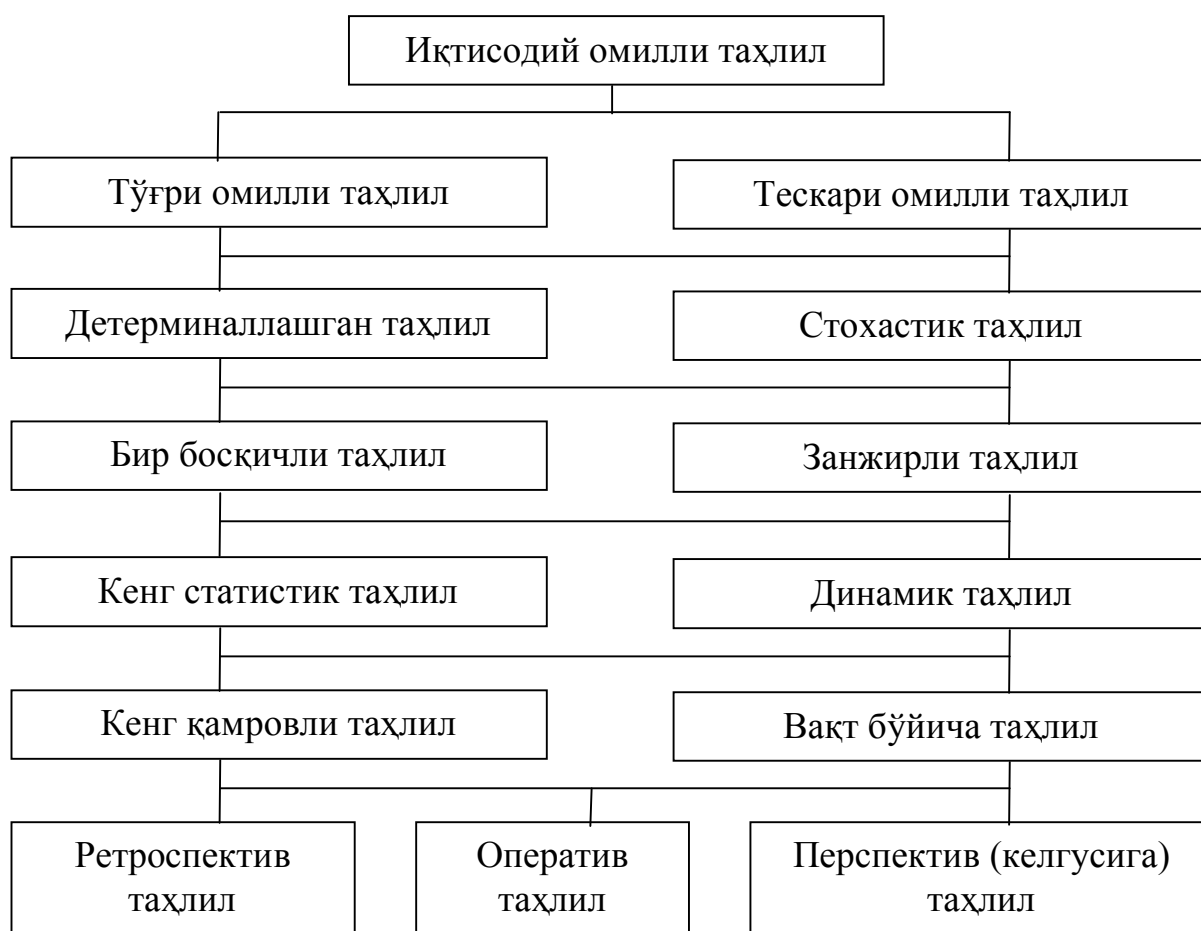 Иқтисодий омилли таҳлил
Тўғри омилли таҳлил
Тескари омилли таҳлил
Детерминаллашган таҳлил
Стохастик таҳлил
Бир босқичли таҳлил
Занжирли таҳлил
Кенг статистик таҳлил
Динамик таҳлил
Кенг қамровли таҳлил
Вақт бўйича таҳлил
Ретроспектив
таҳлил
Оператив
таҳлил
Перспектив (келгусига)
таҳлил